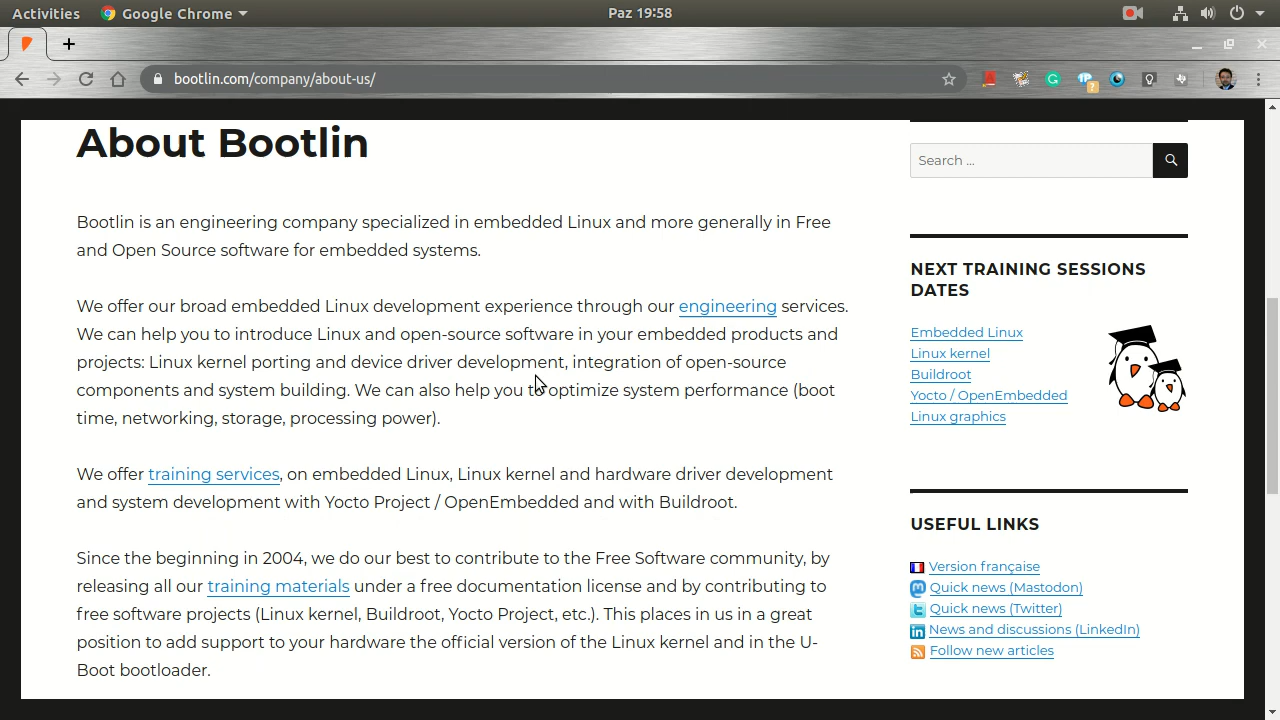 Activities Google Chrome Paz 19:58
bootlin.com/company/about-us/
About Bootlin
Bootlin is an engineering company specialized in embedded Linux and more generally in Free
and Open Source software for embedded systems.
We offer our broad embedded Linux development experience through our engineering services.
We can help you to introduce Linux and open-source software in your embedded products and
projects: Linux kernel porting and device driver development, integration of open-source
components and system building. We can also help you to optimize system performance (boot
time, networking, storage, processing power).
We offer training services, on embedded Linux, Linux kernel and hardware driver development
and system development with Yocto Project / OpenEmbedded and with Buildroot.
Since the beginning in 2004, we do our best to contribute to the Free Software community, by
releasing all our training materials under a free documentation license and by contributing to
free software projects (Linux kernel, Buildroot, Yocto Project, etc.). This places in us in a great
position to add support to your hardware the official version of the Linux kernel and in the U-
Boot bootloader.
Search ...
NEXT TRAINING SESSIONS
DATES
Embedded Linux
Linux kernel
Buildroot
Yocto / OpenEmbedded
Linux graphics
USEFUL LINKS
Version française
Quick news (Mastodon)
Quick news (Twitter)
News and discussions (LinkedIn)
Follow new articles